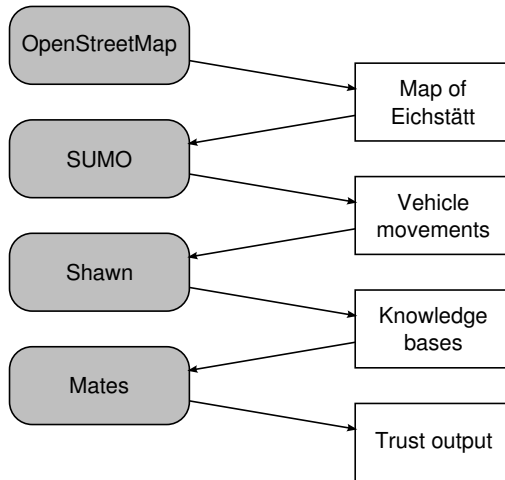 OpenStreetMap
Map of
Eichstätt
SUMO
Vehicle
movements
Shawn
Knowledge
bases
Mates
Trust output